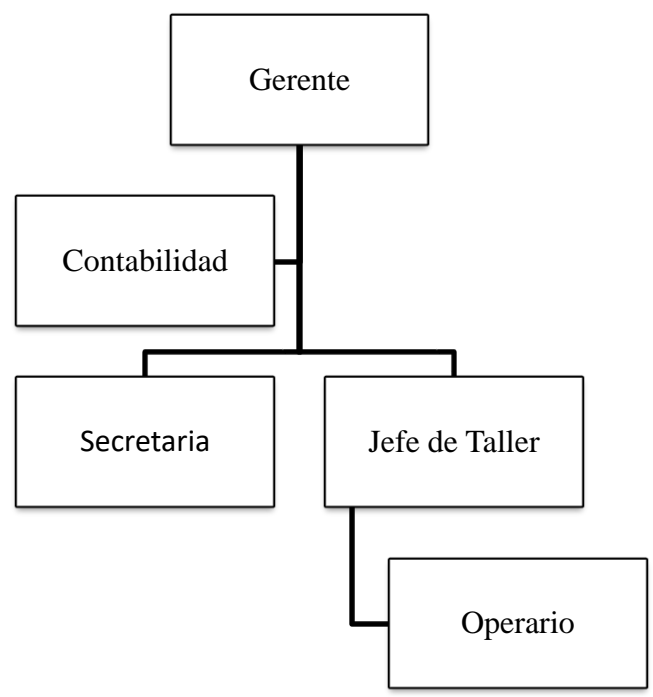 Gerente
Contabilidad
Secretaria
Jefe de Taller
Operario